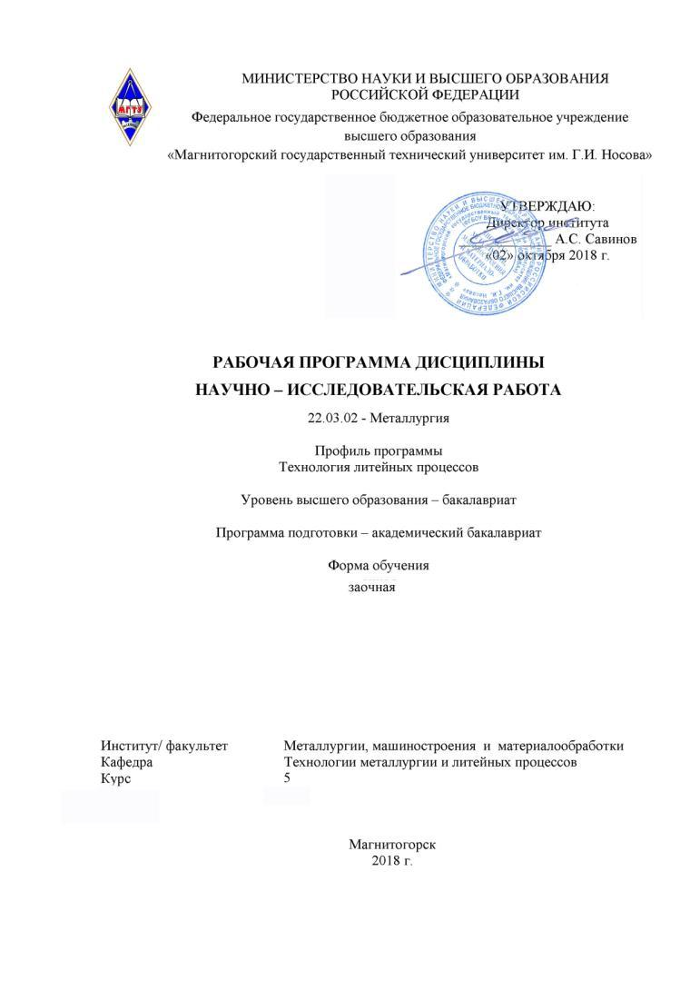 МГТУ
МИНИСТЕРСТВО НАУКИ И ВЫСШЕГО ОБРАЗОВАНИЯ
РОССИЙСКОЙ ФЕДЕРАЦИИ
Федеральное государственное бюджетное образовательное учреждение
высшего образования
«Магнитогорский государственный технический университет им. Г.И. Носова»
УТВЕРЖДАЮ:
Директор института
А.С. Савинов
«02» октября 2018 г.
РАБОЧАЯ ПРОГРАММА ДИСЦИПЛИНЫ
НАУЧНО – ИССЛЕДОВАТЕЛЬСКАЯ РАБОТА
22.03.02 - Металлургия
Профиль программы
Технология литейных процессов
Уровень высшего образования – бакалавриат
Программа подготовки – академический бакалавриат
Форма обучения
заочная
Институт/ факультет Металлургии, машиностроения и материалообработки
Кафедра Технологии металлургии и литейных процессов
Курс 5
Магнитогорск
2018 г.